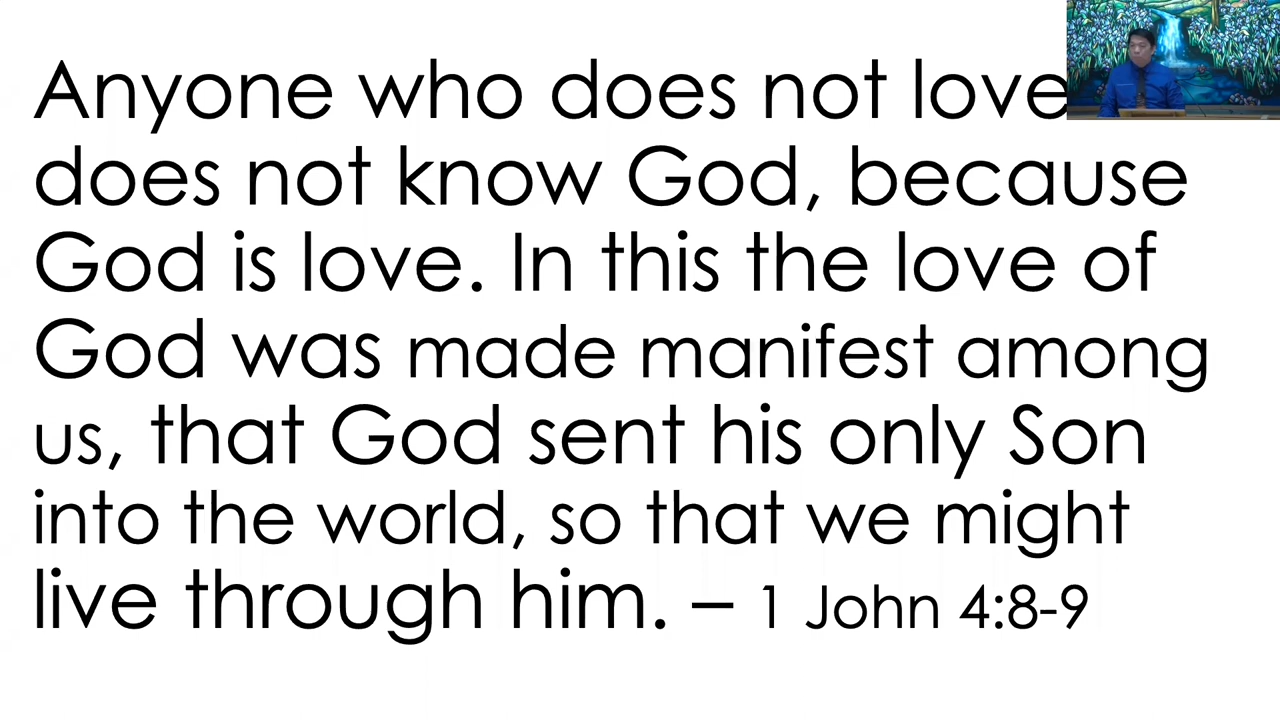 Anyone who does not love
does not know God, because
God is love. In this the love of
God was made manifest among
us, that God sent his only Son
into the world, so that we might
live through him. – 1 John 4:8-9